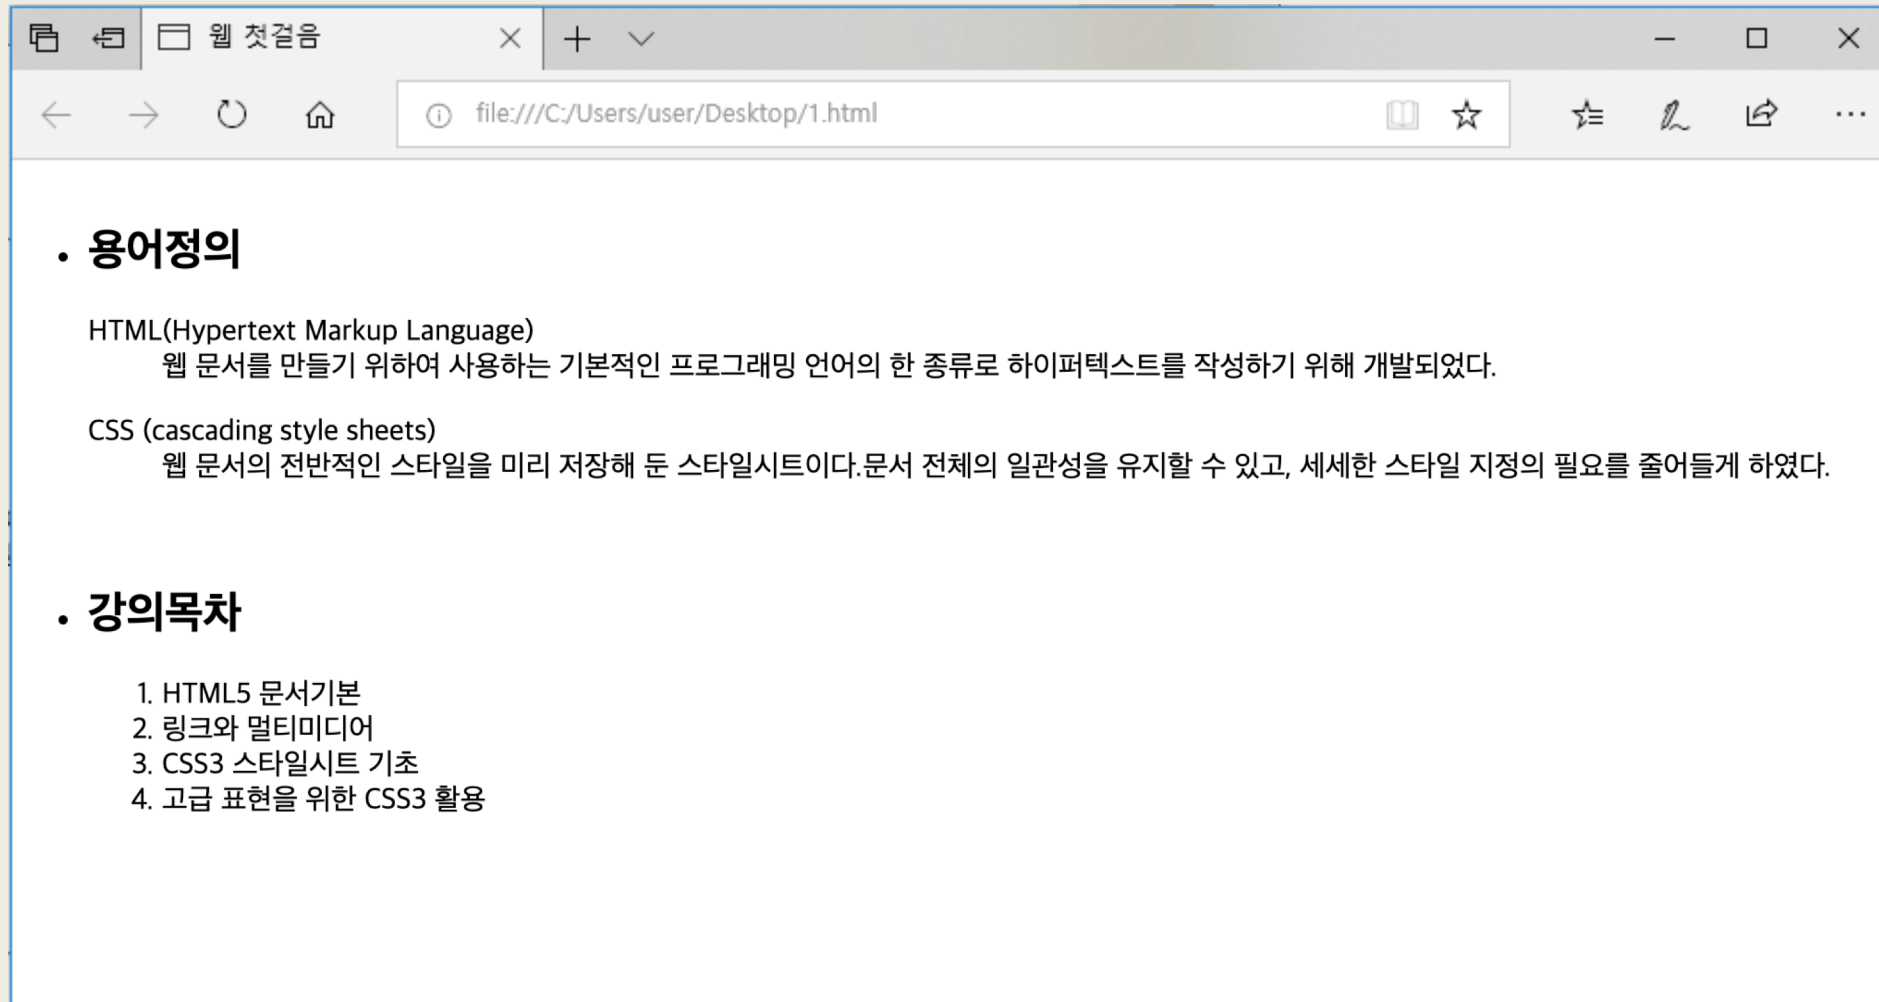 웹 첫걸음
file:///C:/Users/user/Desktop/1.html
• 용어정의
HTML(Hypertext Markup Language)
웹 문서를 만들기 위하여 사용하는 기본적인 프로그래밍 언어의 한 종류로 하이퍼텍스트를 작성하기 위해 개발되었다.
CSS (cascading style sheets)
웹 문서의 전반적인 스타일을 미리 저장해 둔 스타일시트이다.문서 전체의 일관성을 유지할 수 있고, 세세한 스타일 지정의 필요를 줄어들게 하였다.
• 강의목차
1. HTML5 문서기본
2. 링크와 멀티미디어
3. CSS3 스타일시트 기초
4. 고급 표현을 위한 CSS3 활용